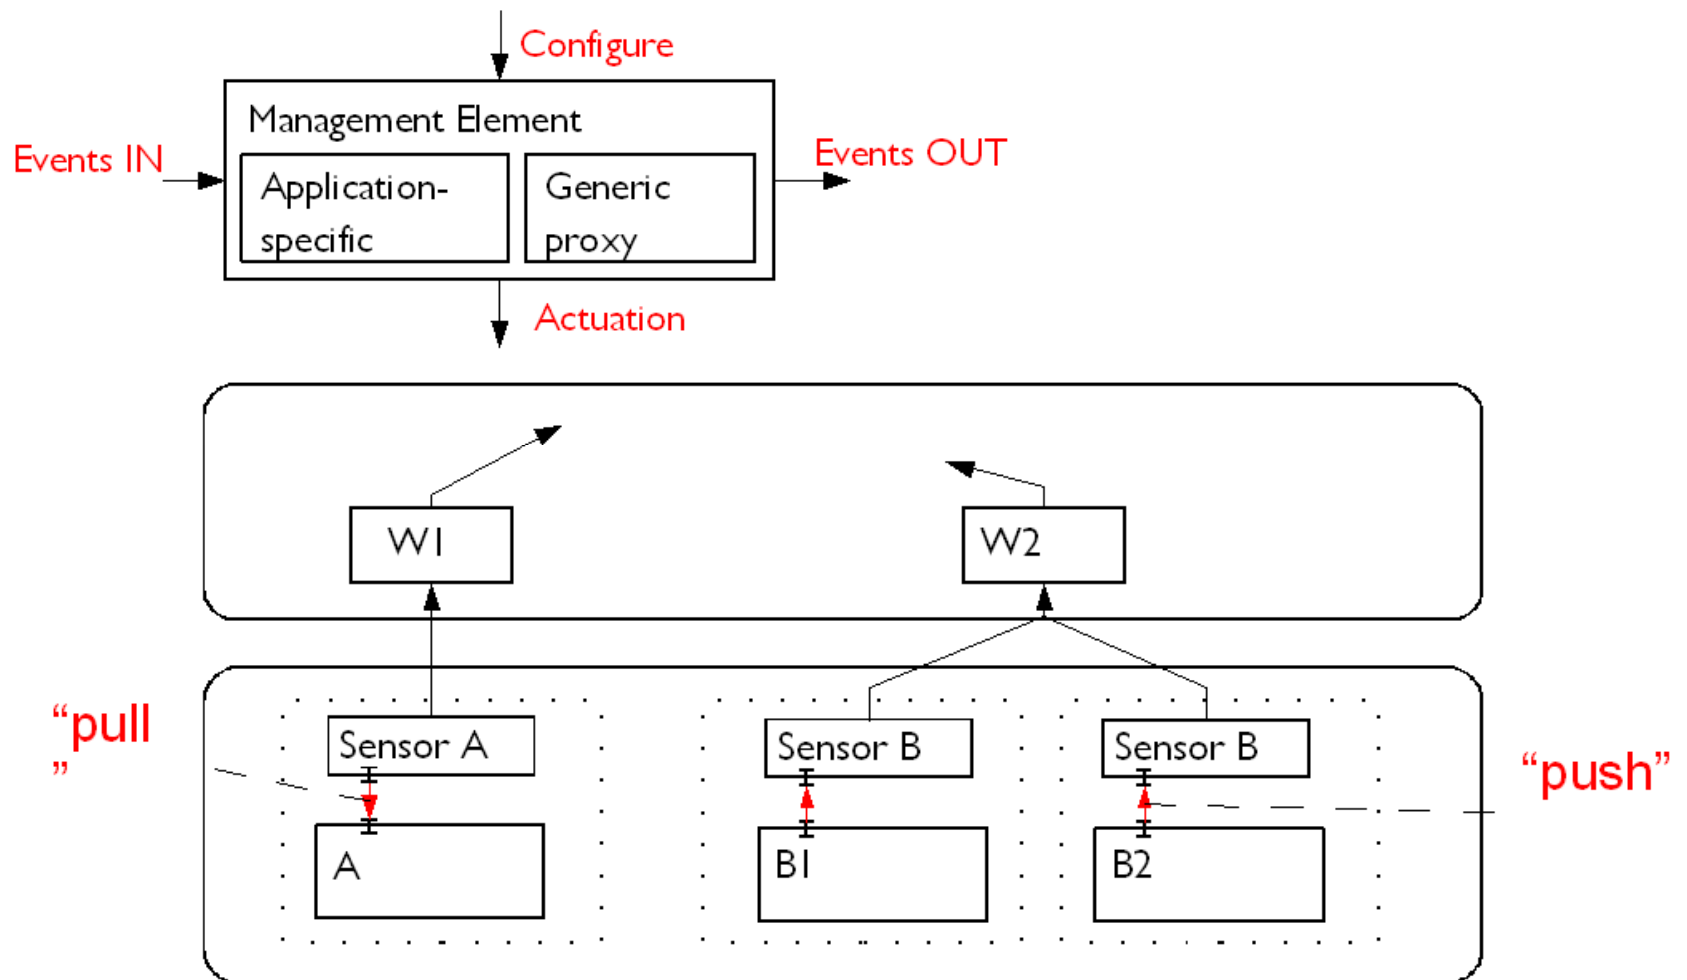 Configure
Management Element
Events IN
Events OUT
Application-
specific
Generic
proxy
Actuation
W1
W2
“pull
”
Sensor A
Sensor B
Sensor B
“push”
A
B1
B2